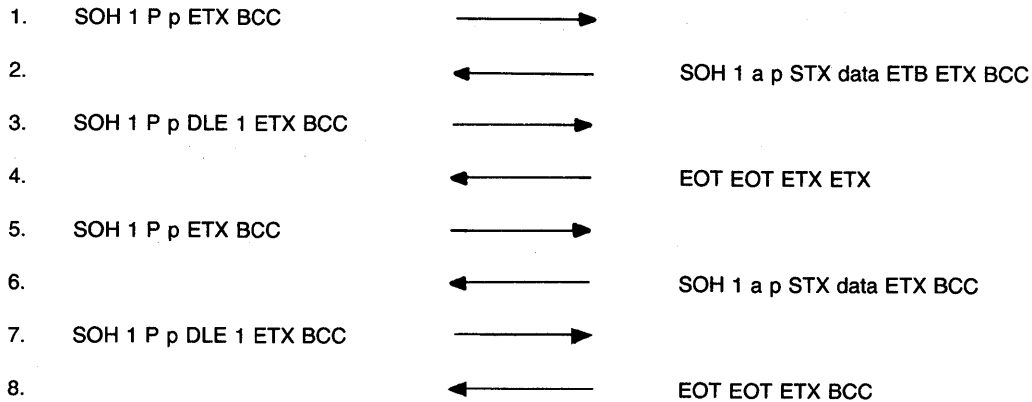 1. SOH 1 P p ETX BCC
2. SOH 1 a p STX data ETB ETX BCC
3. SOH 1 P p DLE 1 ETX BCC
4. EOT EOT ETX ETX
5. SOH 1 P p ETX BCC
6. SOH 1 a p STX data ETX BCC
7. SOH 1 P p DLE 1 ETX BCC
8. EOT EOT ETX BCC